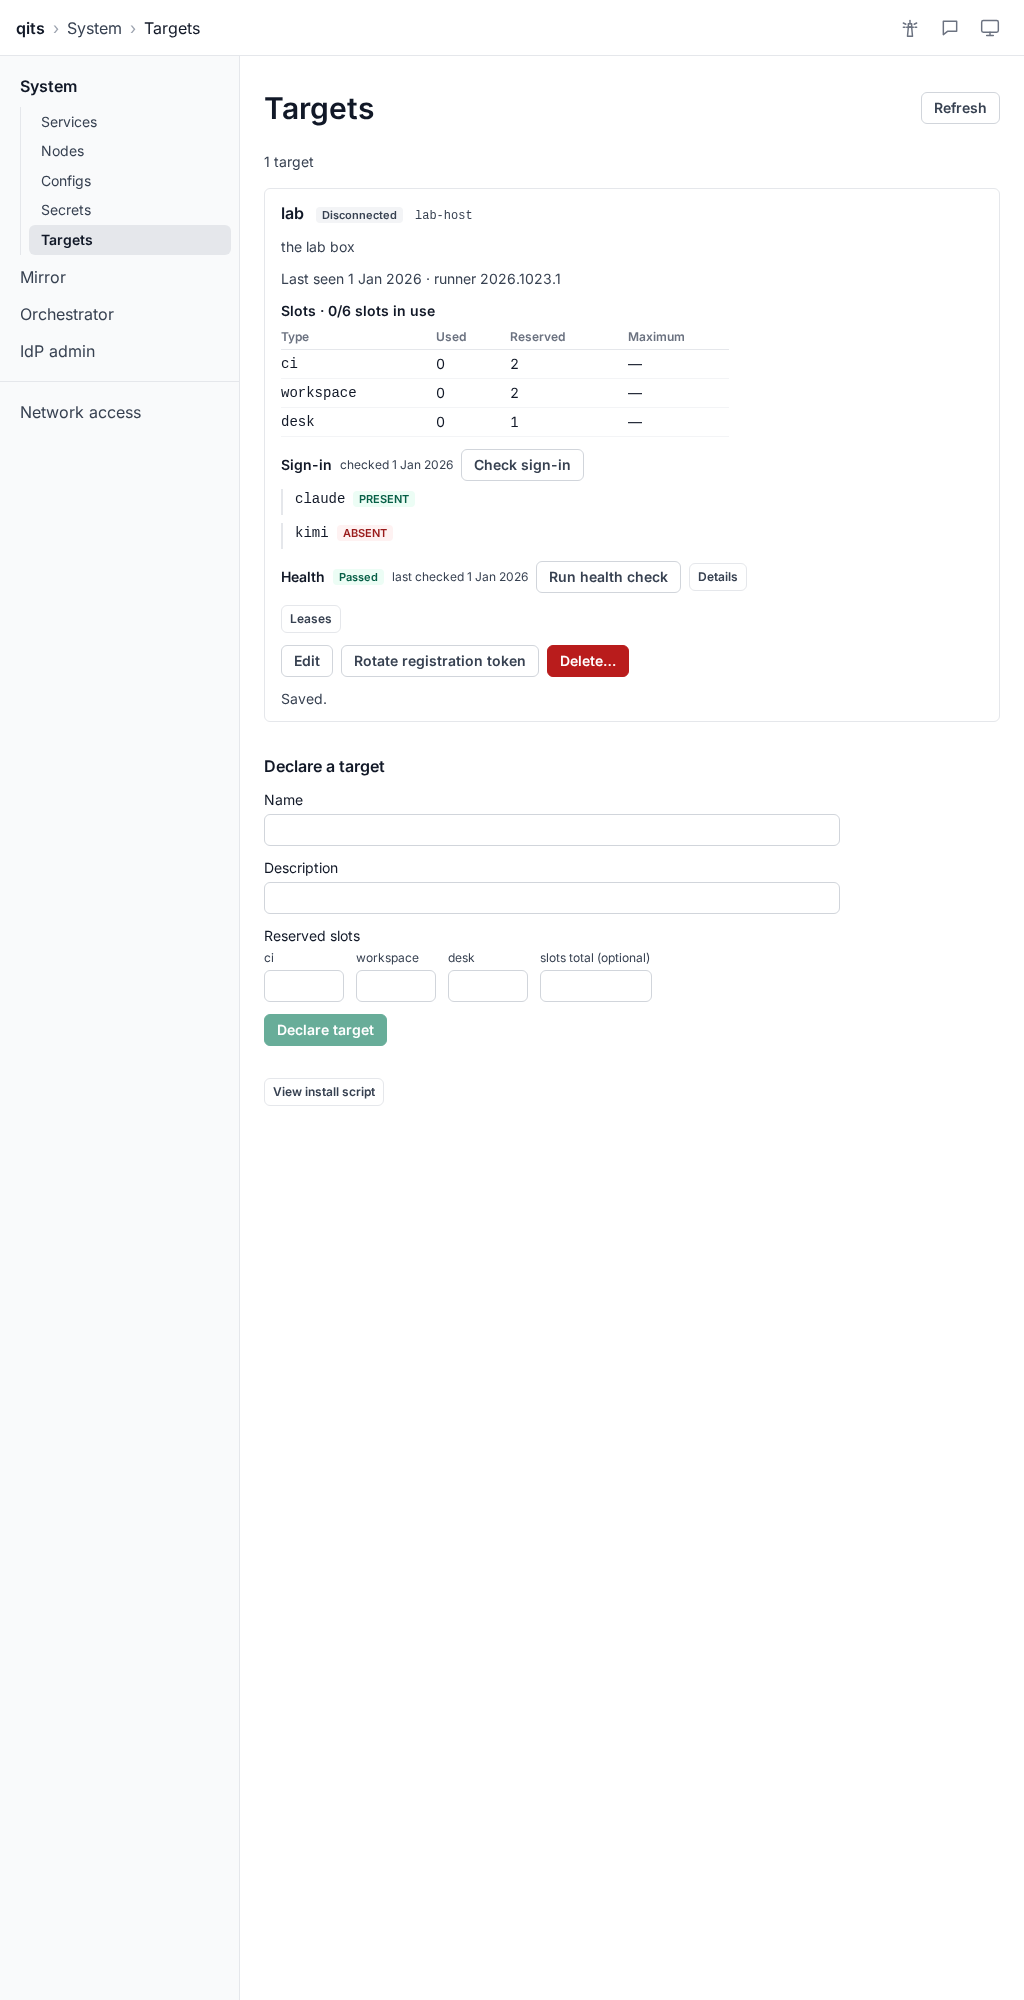 qits › System › Targets
System
Services
Nodes
Configs
Secrets
Targets
Mirror
Orchestrator
IdP admin
Network access
Targets
Refresh
1 target
lab Disconnected lab-host
the lab box
Last seen 1 Jan 2026 · runner 2026.1023.1
Slots · 0/6 slots in use
Type Used Reserved Maximum
ci 0 2 —
workspace 0 2 —
desk 0 1 —
Sign-in checked 1 Jan 2026 Check sign-in
claude PRESENT
kimi ABSENT
Health Passed last checked 1 Jan 2026 Run health check Details
Leases
Edit Rotate registration token Delete...
Saved.
Declare a target
Name
Description
Reserved slots
ci workspace desk slots total (optional)
Declare target
View install script